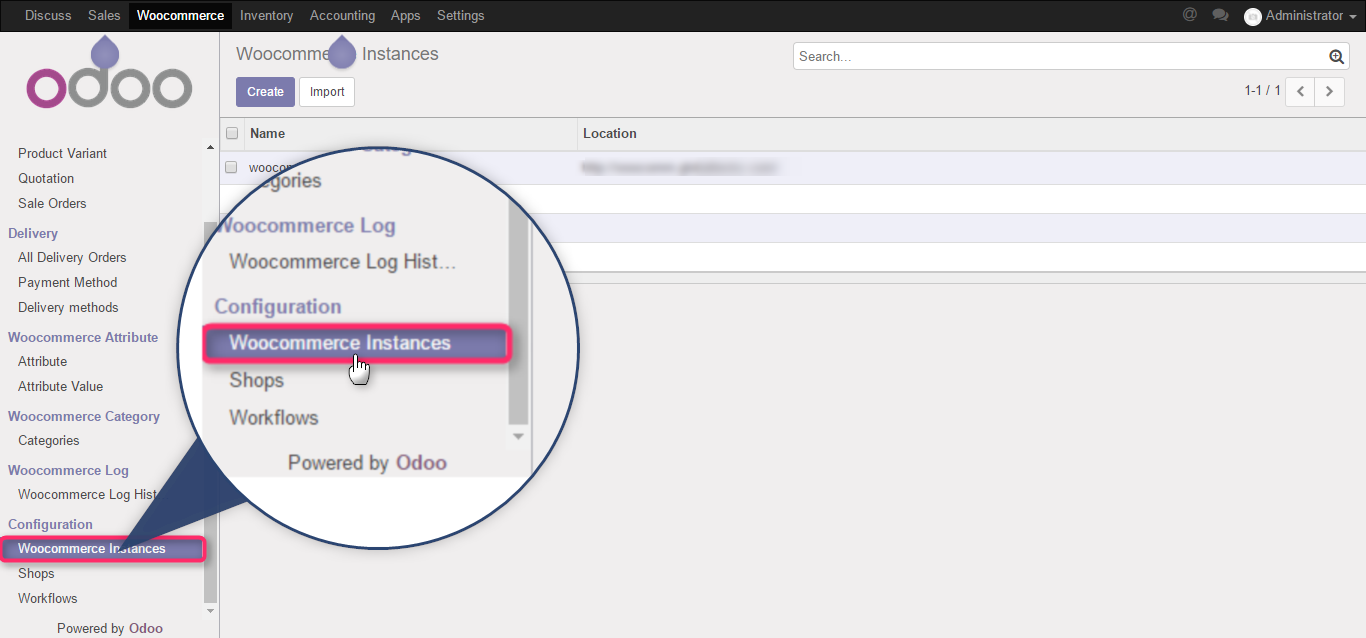 Discuss Sales Woocommerce Inventory Accounting Apps Settings @ Administrator
odoo
Woocomme Instances
Search...
Create Import
1-1 / 1
Name Location
Product Variant
Quotation
Sale Orders
Delivery
All Delivery Orders
Payment Method
Delivery methods
Woocommerce Attribute
Attribute
Attribute Value
Woocommerce Category
Categories
Woocommerce Log
Woocommerce Log Hist
Configuration
Woocommerce Instances
Shops
Workflows
Powered by Odoo
woocon
egories
Woocommerce Log
Woocommerce Log Hist...
Configuration
Woocommerce Instances
Shops
Workflows
Powered by Odoo